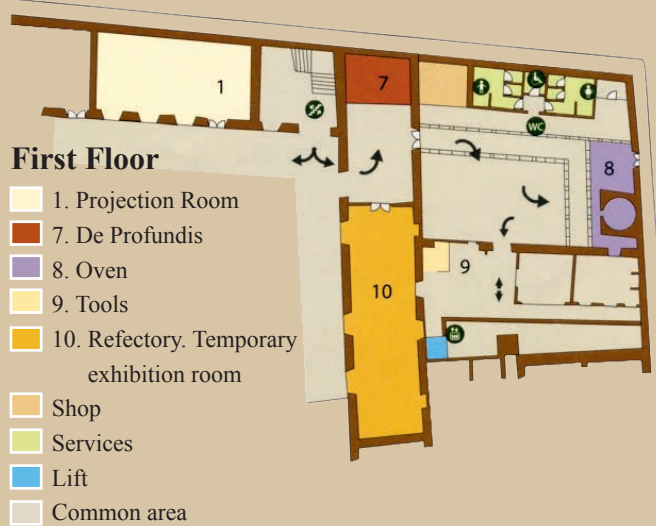 1
7
WC
8
9
10
First Floor
1. Projection Room
7. De Profundis
8. Oven
9. Tools
10. Refectory. Temporary
exhibition room
Shop
Services
Lift
Common area